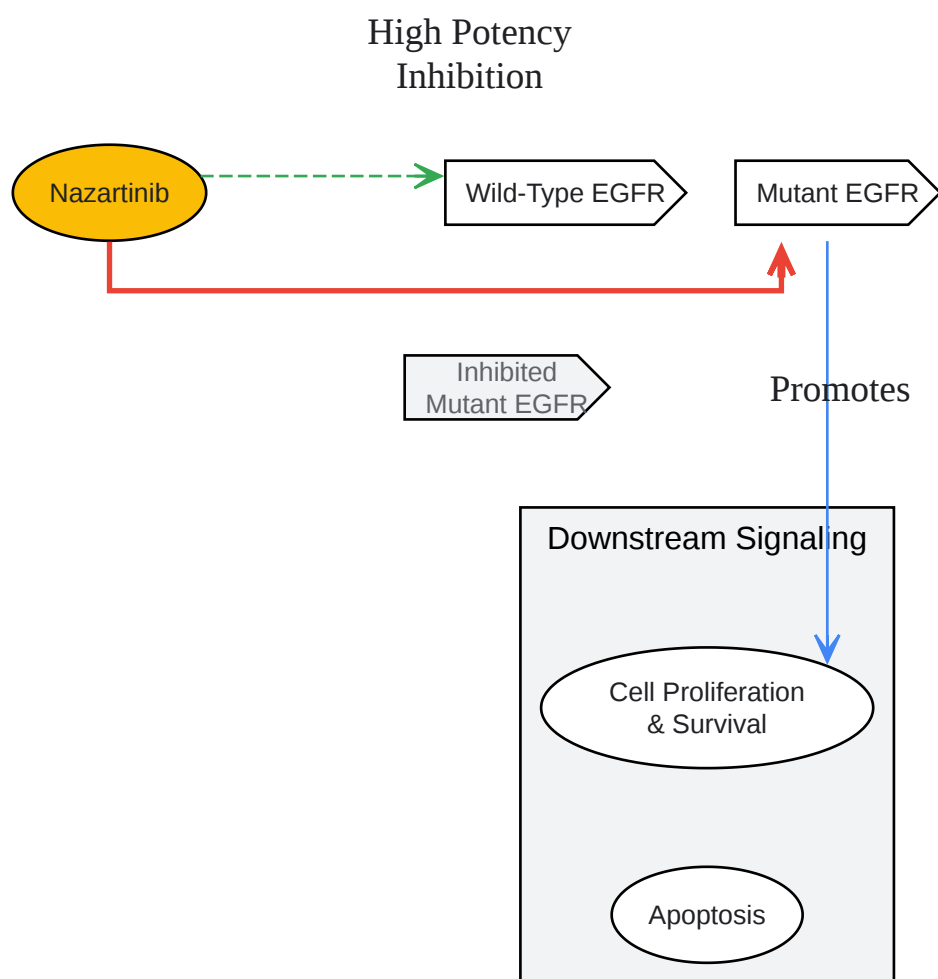 High Potency
Inhibition
Nazartinib
Wild-Type EGFR
Mutant EGFR
Inhibited
Mutant EGFR
Promotes
Downstream Signaling
Cell Proliferation
& Survival
Apoptosis